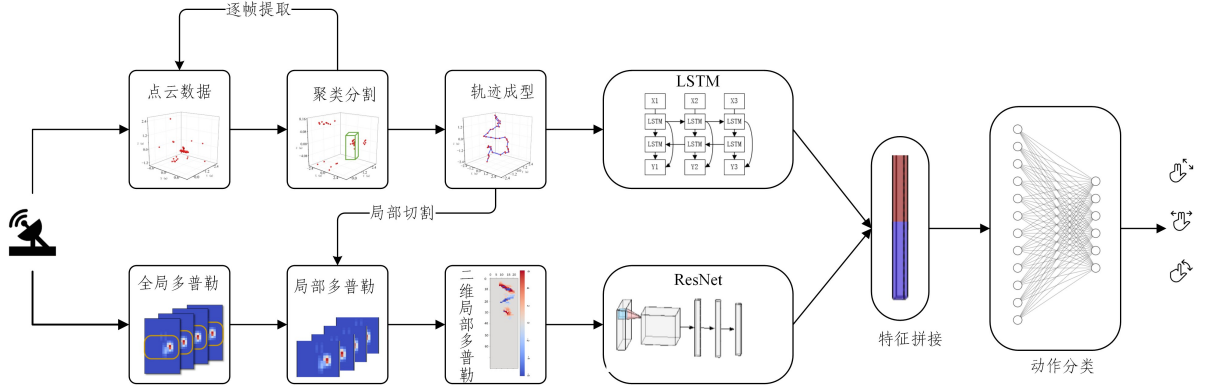 逐帧提取
点云数据
聚类分割
轨迹成型
LSTM
X1 X2 X3
LSTM LSTM LSTM
LSTM LSTM LSTM
Y1 Y2 Y3
局部切割
全局多普勒
局部多普勒
二维局部多普勒
ResNet
特征拼接
动作分类